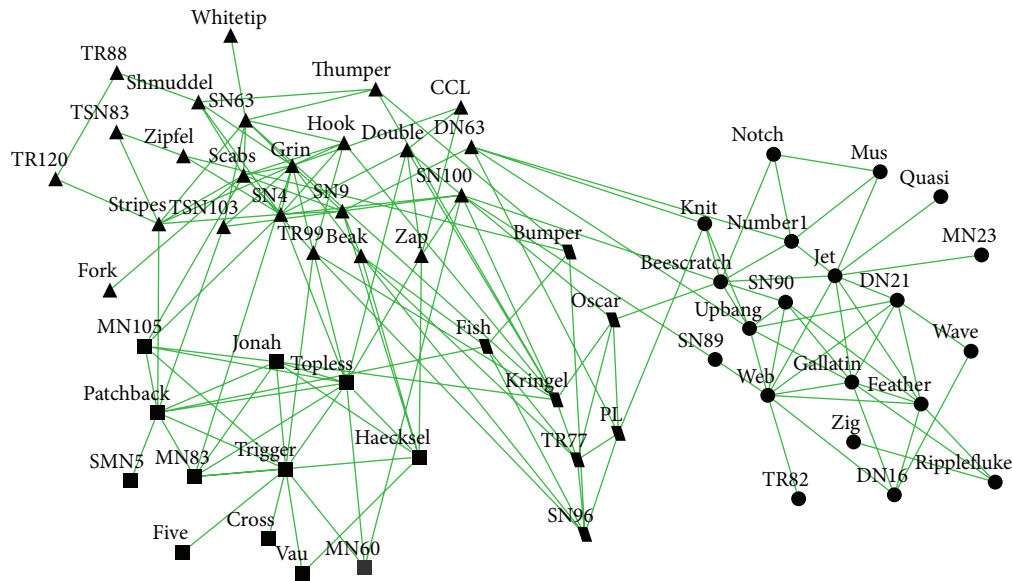 Whitetip
TR88
Shmuddel
Thumper
CCL
SN63
TSN83
Hook
Double
DN63
Zipfel
Notch
Mus
TR120
Scabs
Grin
Quasi
SN4
SN9
SN100
Stripes
TSN103
Knit
Number1
TR99
Beak
Zap
Bumper
MN23
Fork
Beescratch
SN90
Jet
DN21
Oscar
Upbang
MN105
Jonah
Fish
SN89
Wave
Topless
Gallatin
Kringel
Web
Feather
Patchback
PL
Zig
Haecksel
TR77
SMN5
MN83
Trigger
TR82
DN16
Ripplefluke
SN96
Five
Cross
Vau
MN60